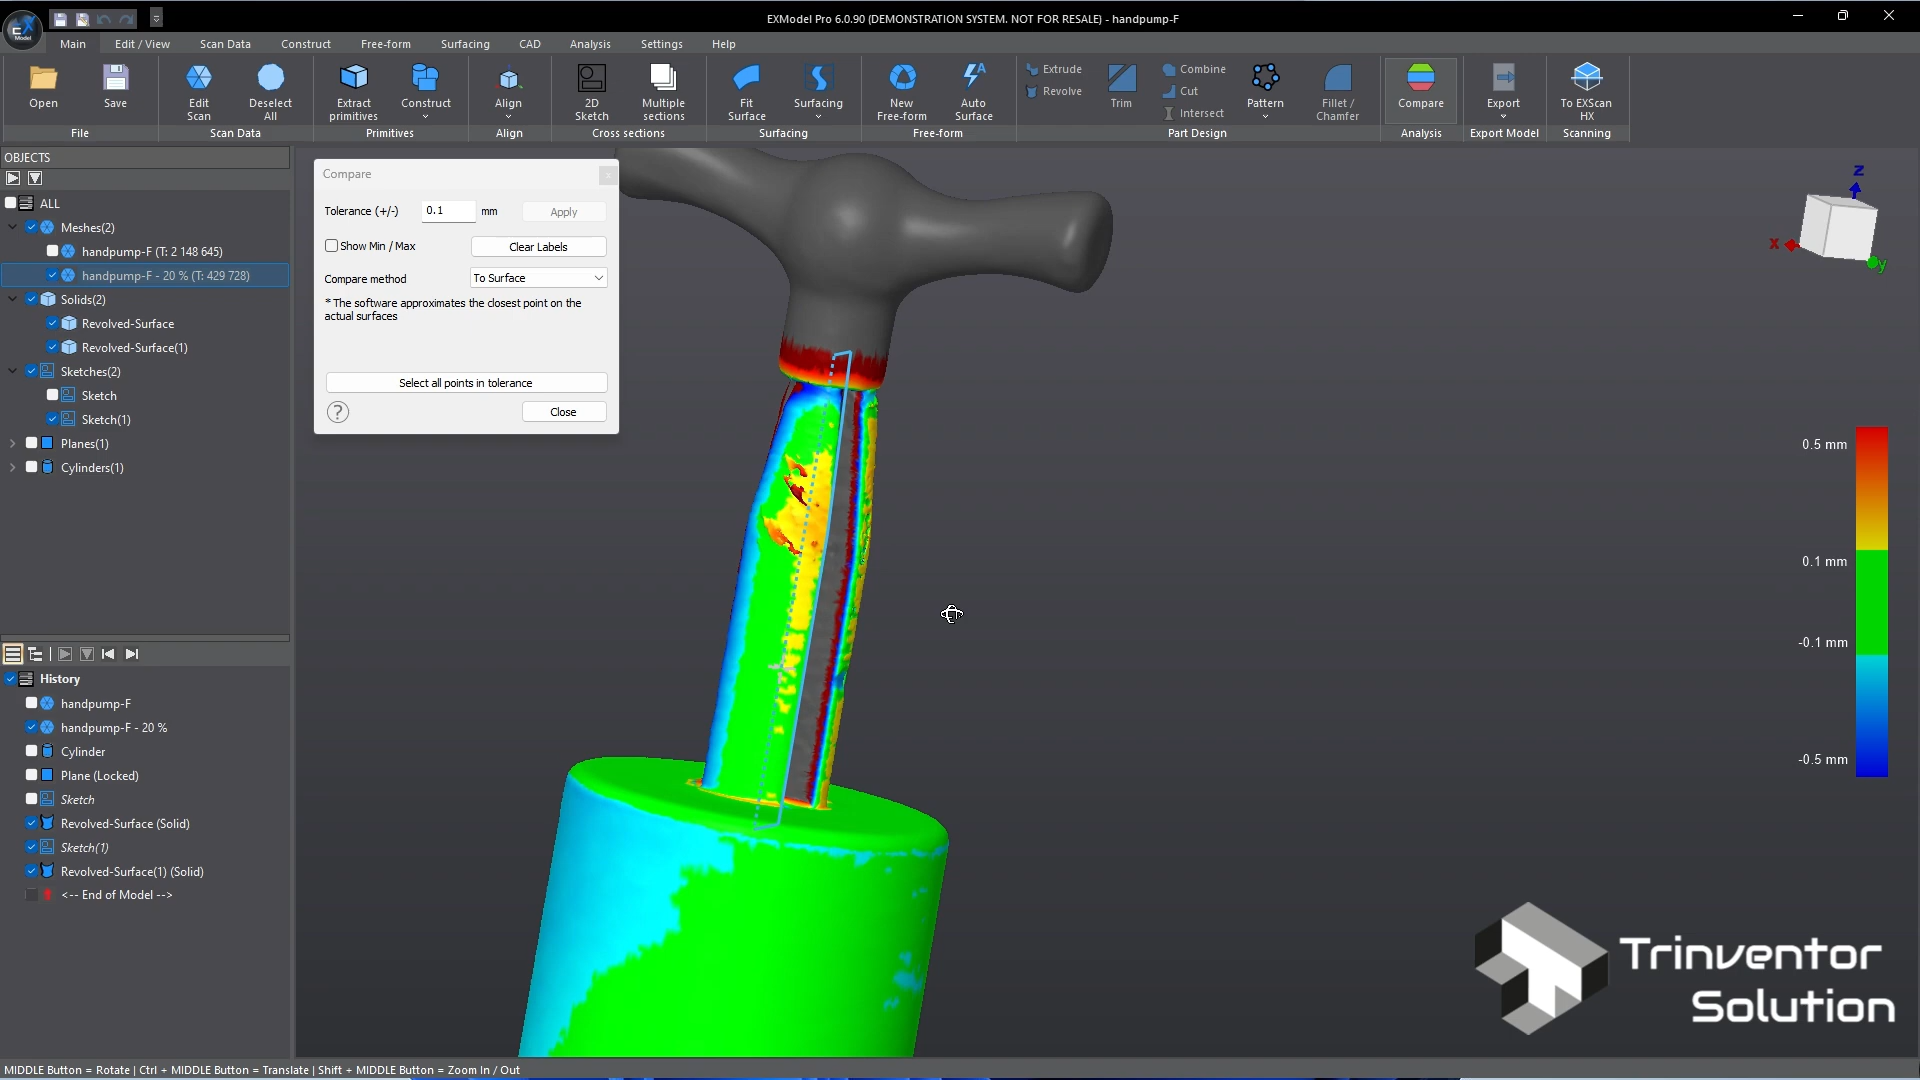 EXModel Pro 6.0.90 (DEMONSTRATION SYSTEM. NOT FOR RESALE) - handpump-F
EX
Model
Main Edit / View Scan Data Construct Free-form Surfacing CAD Analysis Settings Help
Open Save Edit Scan Deselect All Extract primitives Construct Align 2D Sketch Multiple sections Fit Surface Surfacing New Free-form Auto Surface Extrude Revolve Trim Combine Cut Intersect Pattern Fillet / Chamfer Compare Export To EXScan HX
File Scan Data Primitives Align Cross sections Surfacing Free-form Part Design Analysis Export Model Scanning
OBJECTS
ALL
Meshes(2)
handpump-F (T: 2 148 645)
handpump-F - 20 % (T: 429 728)
Solids(2)
Revolved-Surface
Revolved-Surface(1)
Sketches(2)
Sketch
Sketch(1)
Planes(1)
Cylinders(1)
History
handpump-F
handpump-F - 20 %
Cylinder
Plane (Locked)
Sketch
Revolved-Surface (Solid)
Sketch(1)
Revolved-Surface(1) (Solid)
<-- End of Model -->
Compare
Tolerance (+/-) 0.1 mm Apply
Show Min / Max Clear Labels
Compare method To Surface
* The software approximates the closest point on the
actual surfaces
Select all points in tolerance
? Close
Z
X
y
0.5 mm
0.1 mm
-0.1 mm
-0.5 mm
Trinventor
Solution
MIDDLE Button = Rotate | Ctrl + MIDDLE Button = Translate | Shift + MIDDLE Button = Zoom In / Out